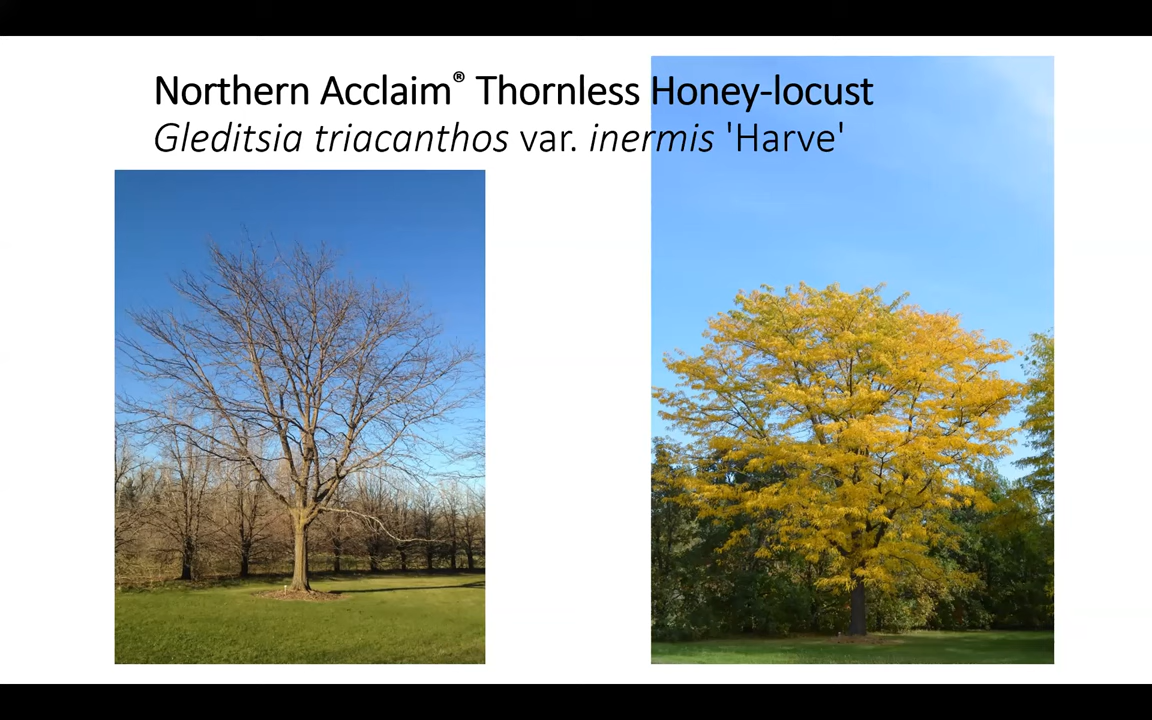 Northern Acclaim® Thornless Honey-locust
Gleditsia triacanthos var. inermis 'Harve'